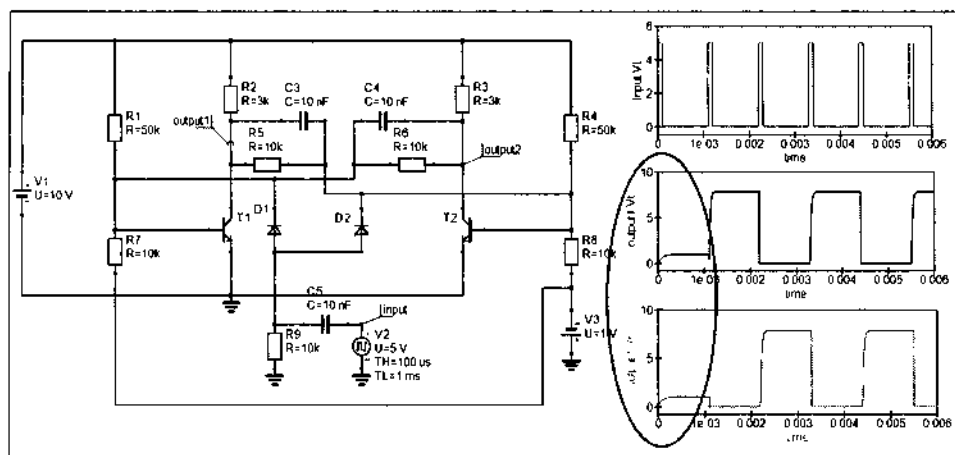 R1
R=50k
R2
R=3k
C3
C=10 nF
C4
C=10 nF
R3
R=3k
R4
R=50k
output1
R5
R=10k
R6
R=10k
output2
V1
U=10 V
T1
D1
D2
T2
R7
R=10k
R8
R=10k
C5
C=10 nF
input
R9
R=10k
V2
U=5 V
TH=100 us
TL=1 ms
V3
U=1 V
input Vt
6
4
2
0
0 1e 03 0.002 0.003 0.004 0.005 0.006
time
output1 Vt
10
5
0
0 1e 03 0.002 0.003 0.004 0.005 0.006
time
10
5
0
0 1e 03 0.002 0.003 0.004 0.005 0.006
time